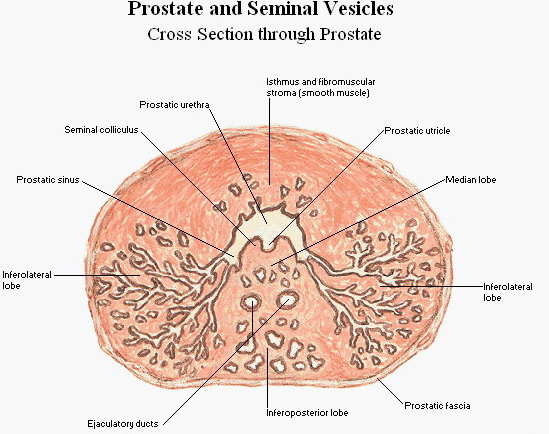 Prostate and Seminal Vesicles
Cross Section through Prostate
Isthmus and fibromuscular
stroma (smooth muscle)
Prostatic urethra
Seminal colliculus
Prostatic utricle
Prostatic sinus
Median lobe
Inferolateral
lobe
Inferolateral
lobe
Prostatic fascia
Inferoposterior lobe
Ejaculatory ducts